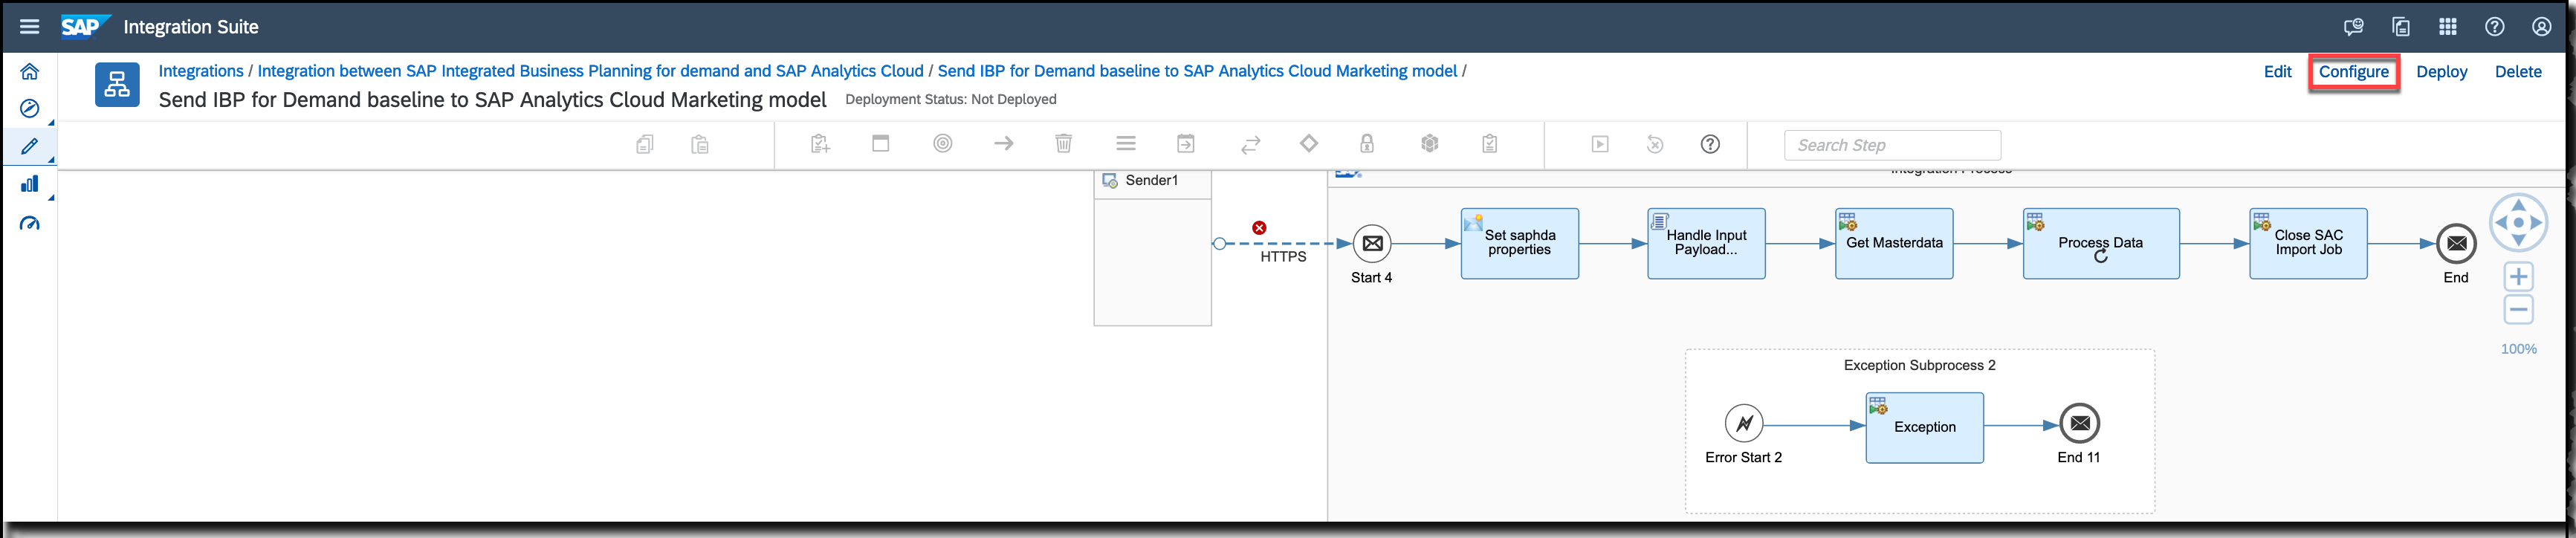 SAP Integration Suite
Integrations / Integration between SAP Integrated Business Planning for demand and SAP Analytics Cloud / Send IBP for Demand baseline to SAP Analytics Cloud Marketing model /
Edit Configure Deploy Delete
Send IBP for Demand baseline to SAP Analytics Cloud Marketing model Deployment Status: Not Deployed
Search Step
Sender1
Integration Process
HTTPS
Start 4
Set saphda
properties
Handle Input
Payload...
Get Masterdata
Process Data
Close SAC
Import Job
End
100%
Exception Subprocess 2
Error Start 2
Exception
End 11